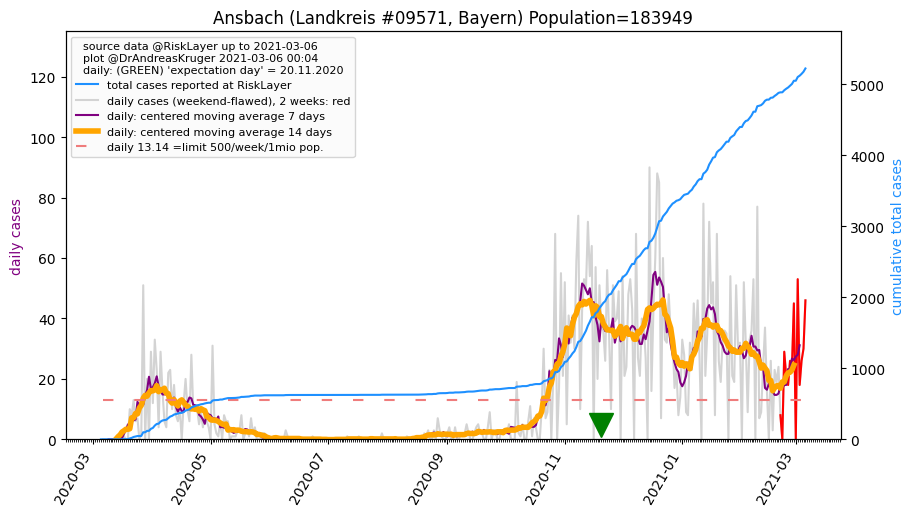 Ansbach (Landkreis #09571, Bayern) Population=183949
source data @RiskLayer up to 2021-03-06
plot @DrAndreasKruger 2021-03-06 00:04
daily: (GREEN) 'expectation day' = 20.11.2020
total cases reported at RiskLayer
daily cases (weekend-flawed), 2 weeks: red
daily: centered moving average 7 days
daily: centered moving average 14 days
daily 13.14 =limit 500/week/1mio pop.
daily cases
120
100
80
60
40
20
0
cumulative total cases
5000
4000
3000
2000
1000
0
2020-03
2020-05
2020-07
2020-09
2020-11
2021-01
2021-03